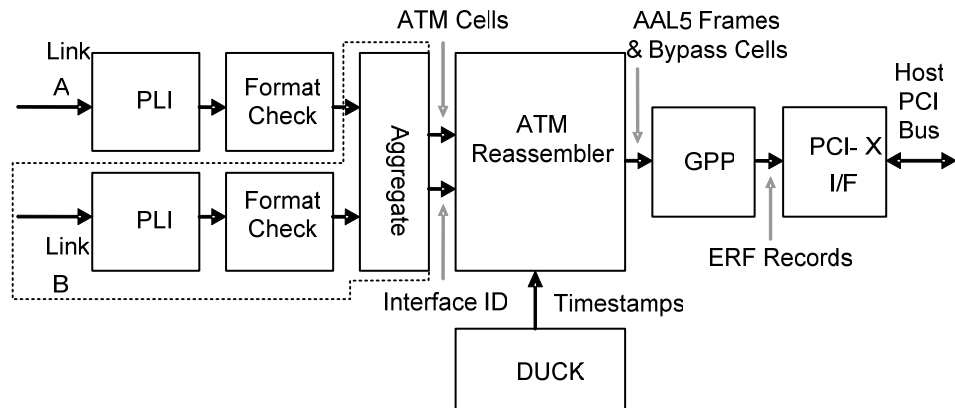 ATM Cells
AAL5 Frames
& Bypass Cells
Link
A
PLI
Format
Check
Aggregate
ATM
Reassembler
GPP
PCI- X
I/F
Host
PCI
Bus
PLI
Format
Check
Link
B
Interface ID
Timestamps
ERF Records
DUCK